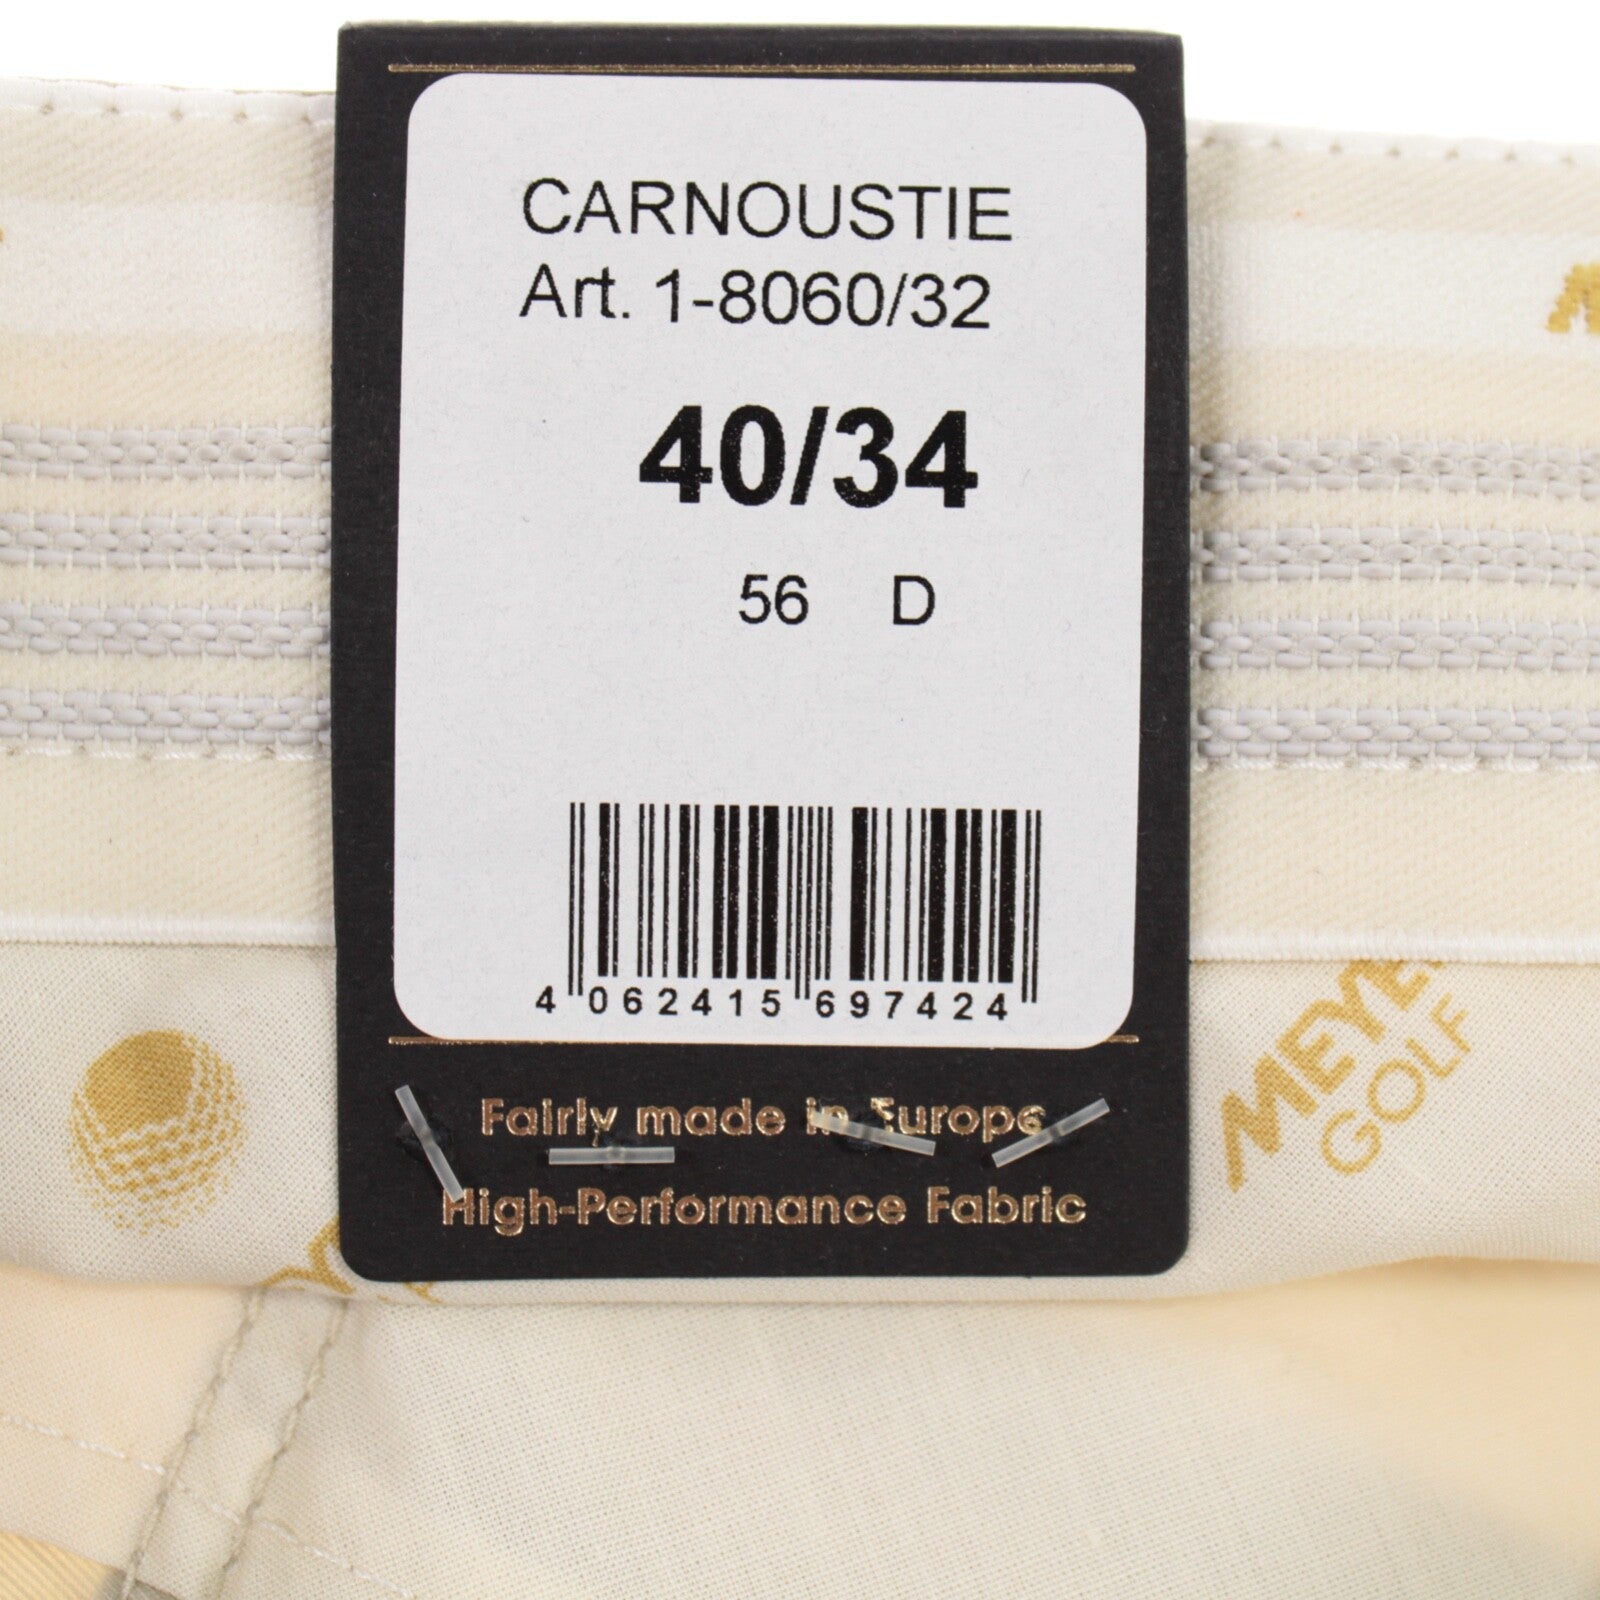 CARNOUSTIE
Art. 1-8060/32
40/34
56 D
4 062415 697424
Fairly made in Europe
High-Performance Fabric
MEYE
GOLF